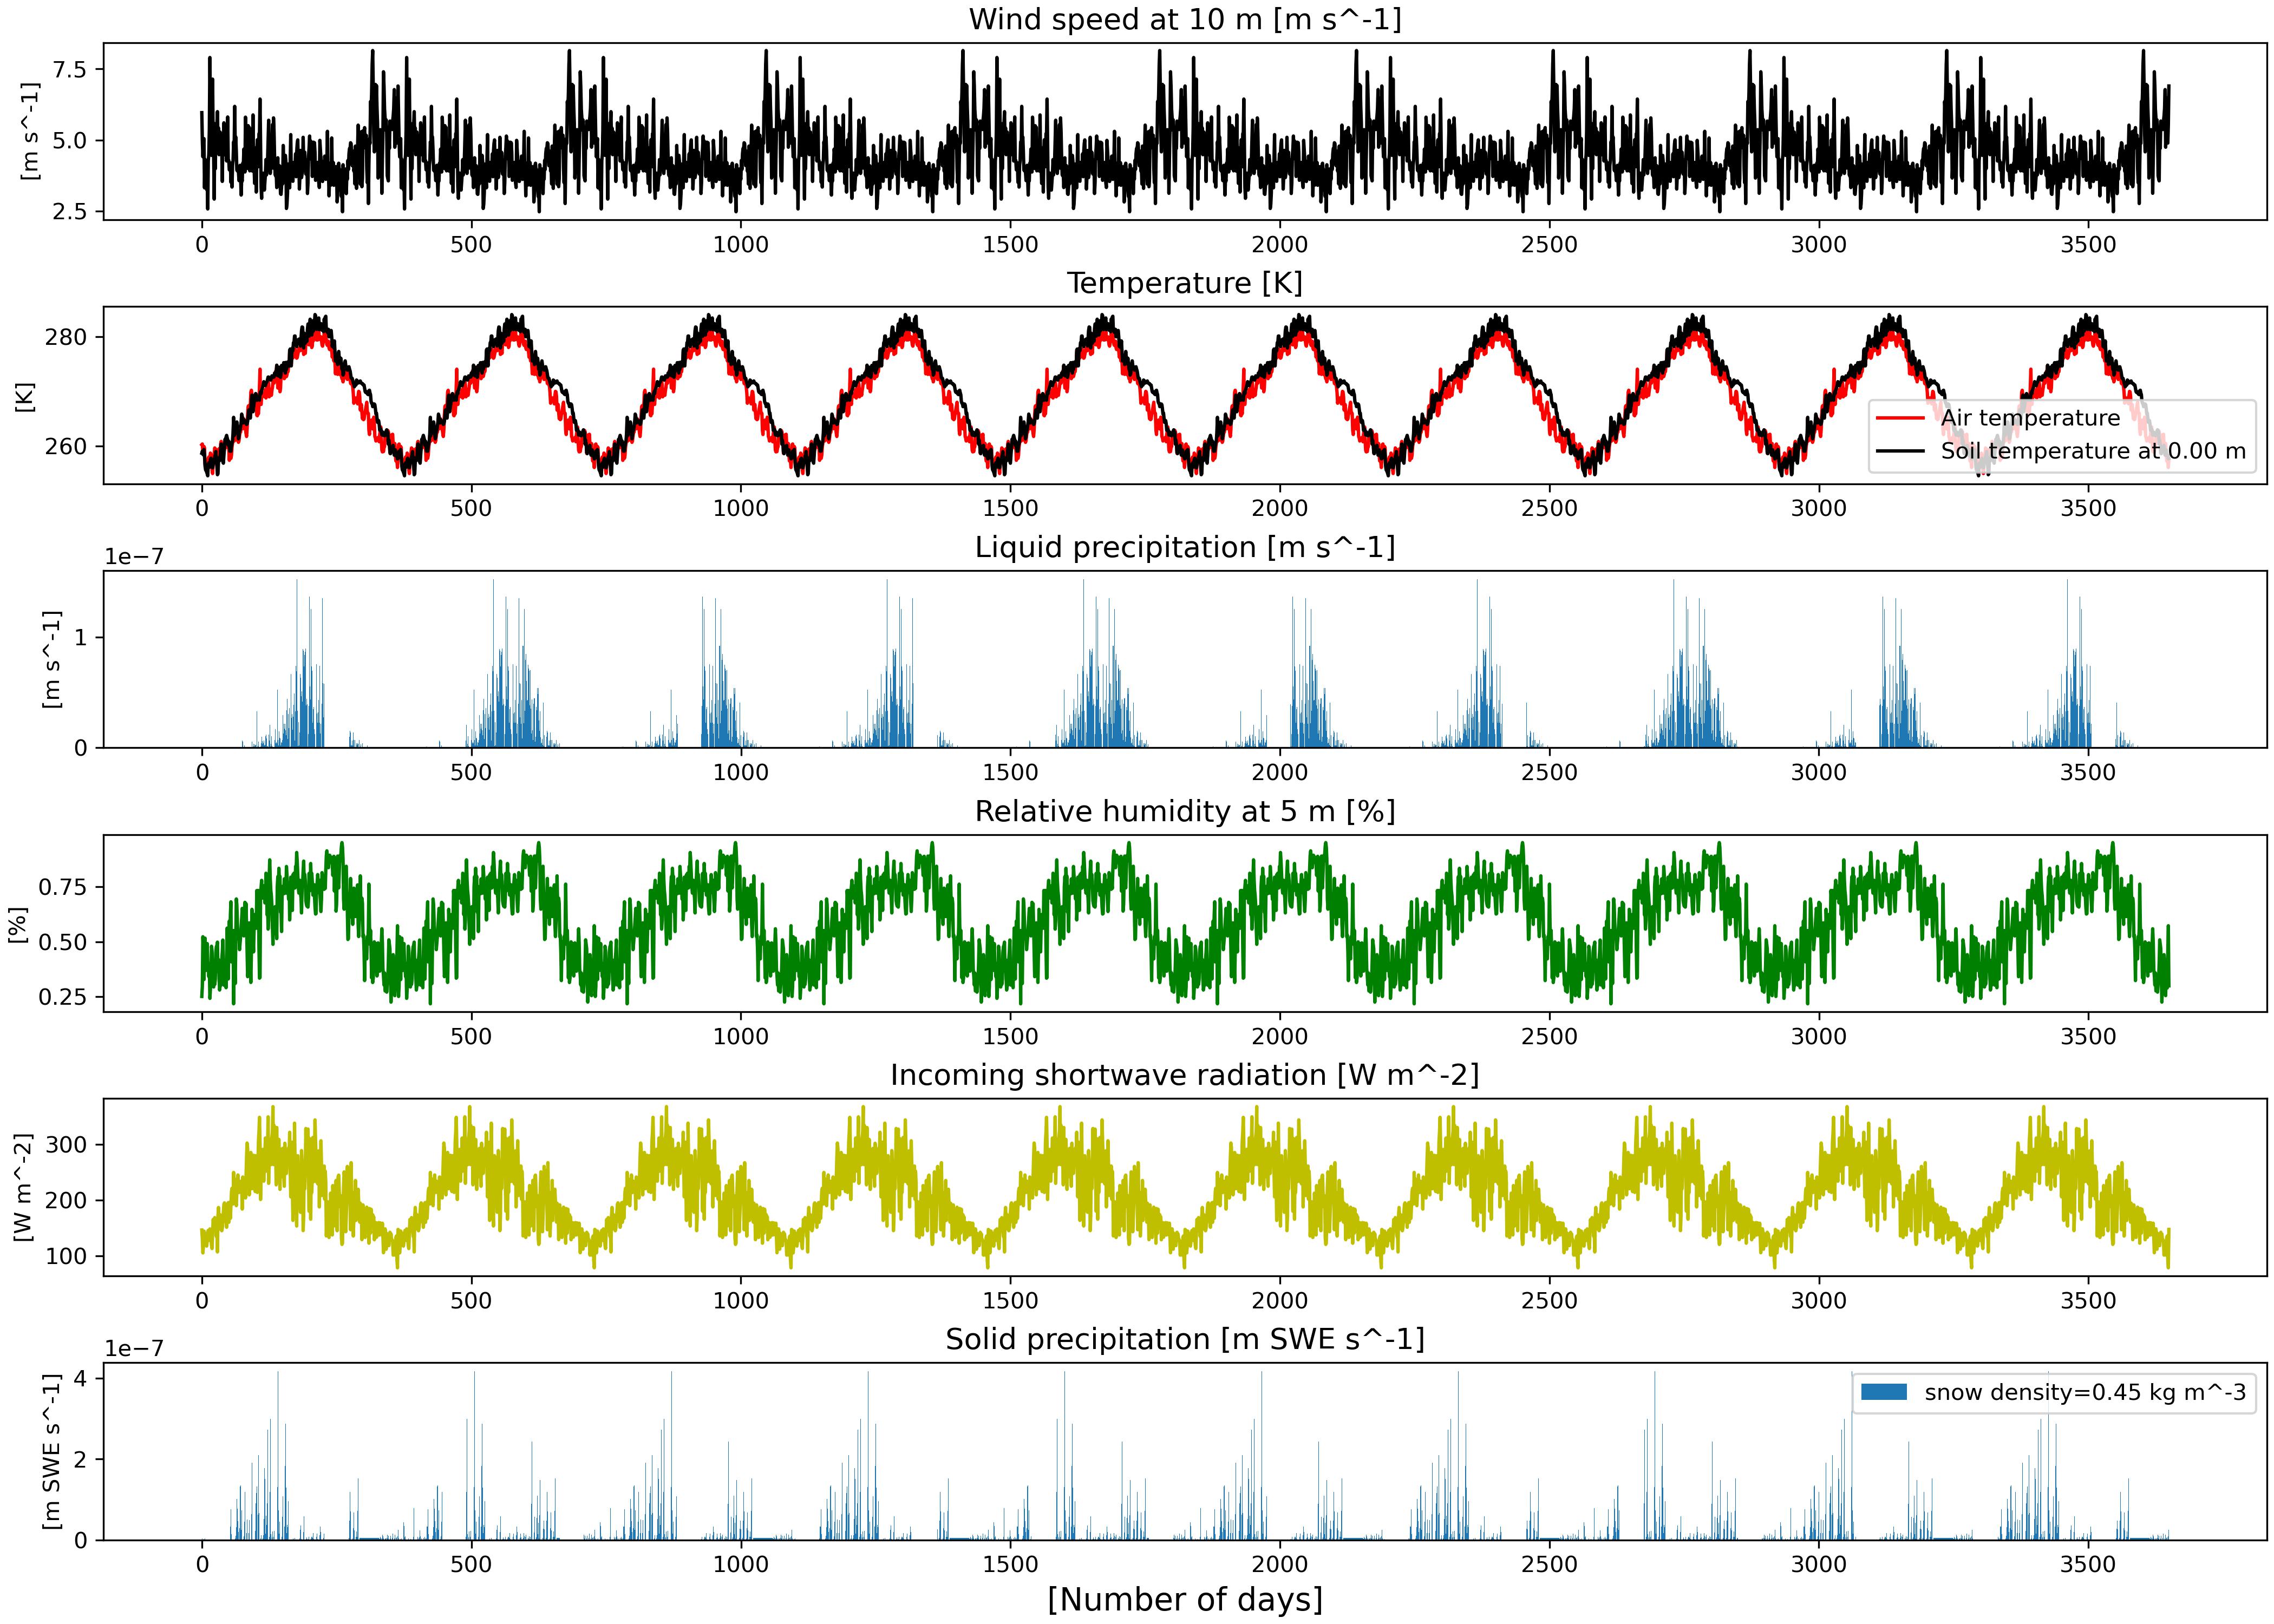 Wind speed at 10 m [m s^-1]
[m s^-1]
7.5
5.0
2.5
0 500 1000 1500 2000 2500 3000 3500
Temperature [K]
[K]
280
260
Air temperature
Soil temperature at 0.00 m
0 500 1000 1500 2000 2500 3000 3500
Liquid precipitation [m s^-1]
1e−7
[m s^-1]
1
0
0 500 1000 1500 2000 2500 3000 3500
Relative humidity at 5 m [%]
[%]
0.75
0.50
0.25
0 500 1000 1500 2000 2500 3000 3500
Incoming shortwave radiation [W m^-2]
[W m^-2]
300
200
100
0 500 1000 1500 2000 2500 3000 3500
Solid precipitation [m SWE s^-1]
1e−7
[m SWE s^-1]
4
2
0
snow density=0.45 kg m^-3
0 500 1000 1500 2000 2500 3000 3500
[Number of days]